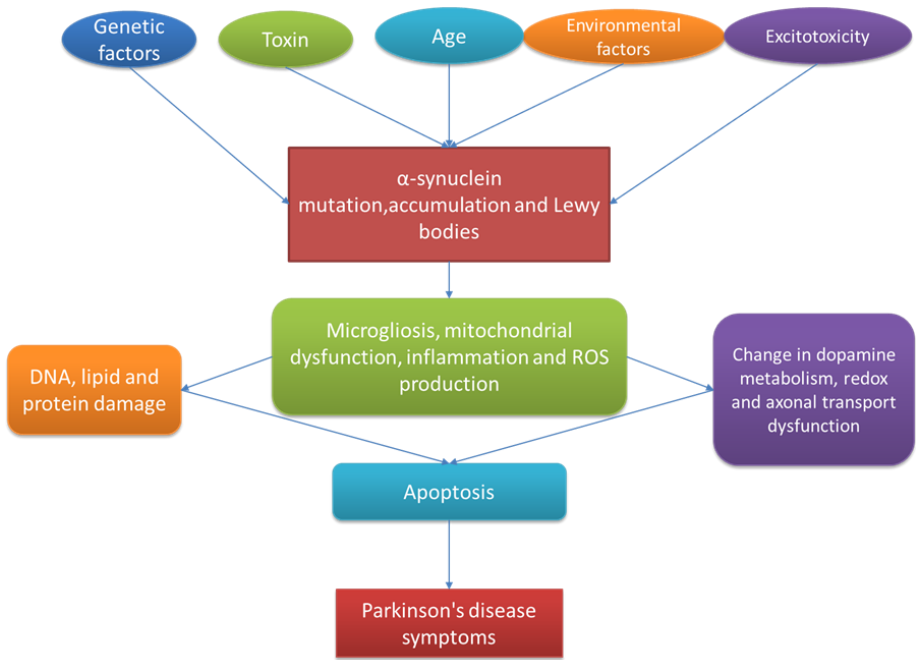 Genetic
factors
Toxin
Age
Environmental
factors
Excitotoxicity
α-synuclein
mutation,accumulation and Lewy
bodies
Microgliosis, mitochondrial
dysfunction, inflammation and ROS
production
DNA, lipid and
protein damage
Change in dopamine
metabolism, redox
and axonal transport
dysfunction
Apoptosis
Parkinson's disease
symptoms